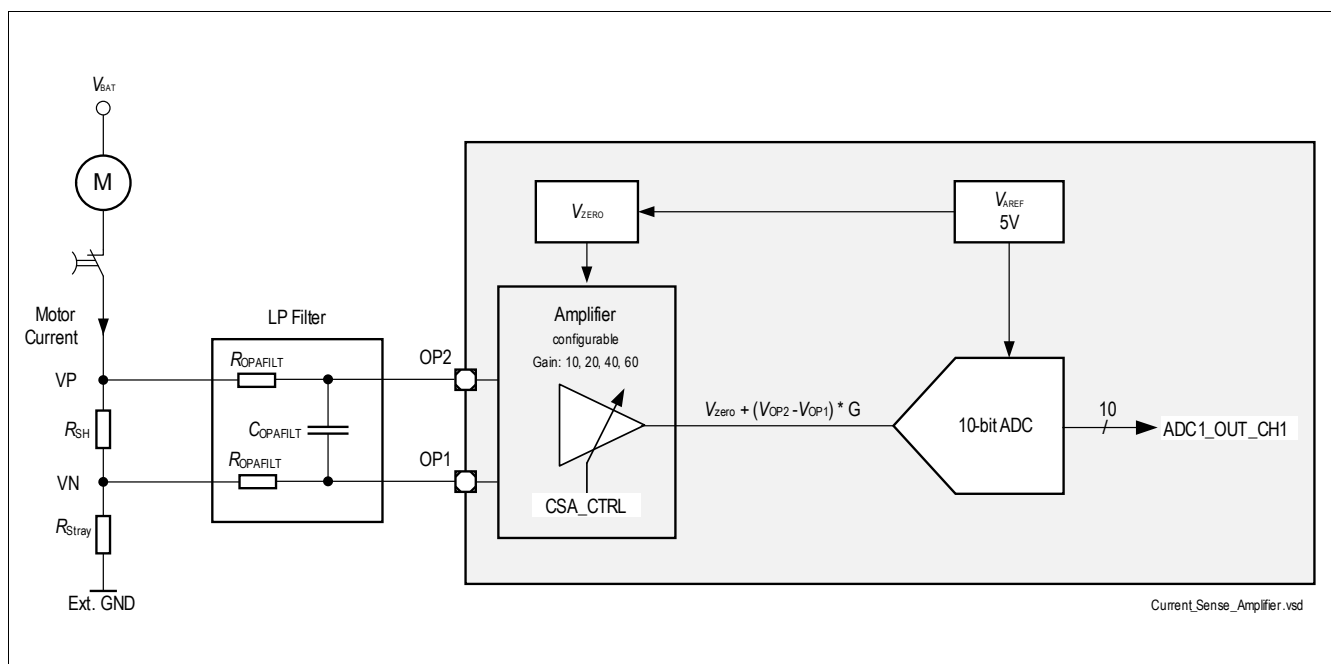 VBAT
M
Motor
Current
VP
RSH
VN
RStray
Ext. GND
LP Filter
ROPAFILT
COPAFILT
ROPAFILT
OP2
OP1
VZERO
VAREF
5V
Amplifier
configurable
Gain: 10, 20, 40, 60
CSA_CTRL
Vzero + (VOP2 -VOP1) * G
10-bit ADC
10
ADC1_OUT_CH1
Current_Sense_Amplifier.vsd